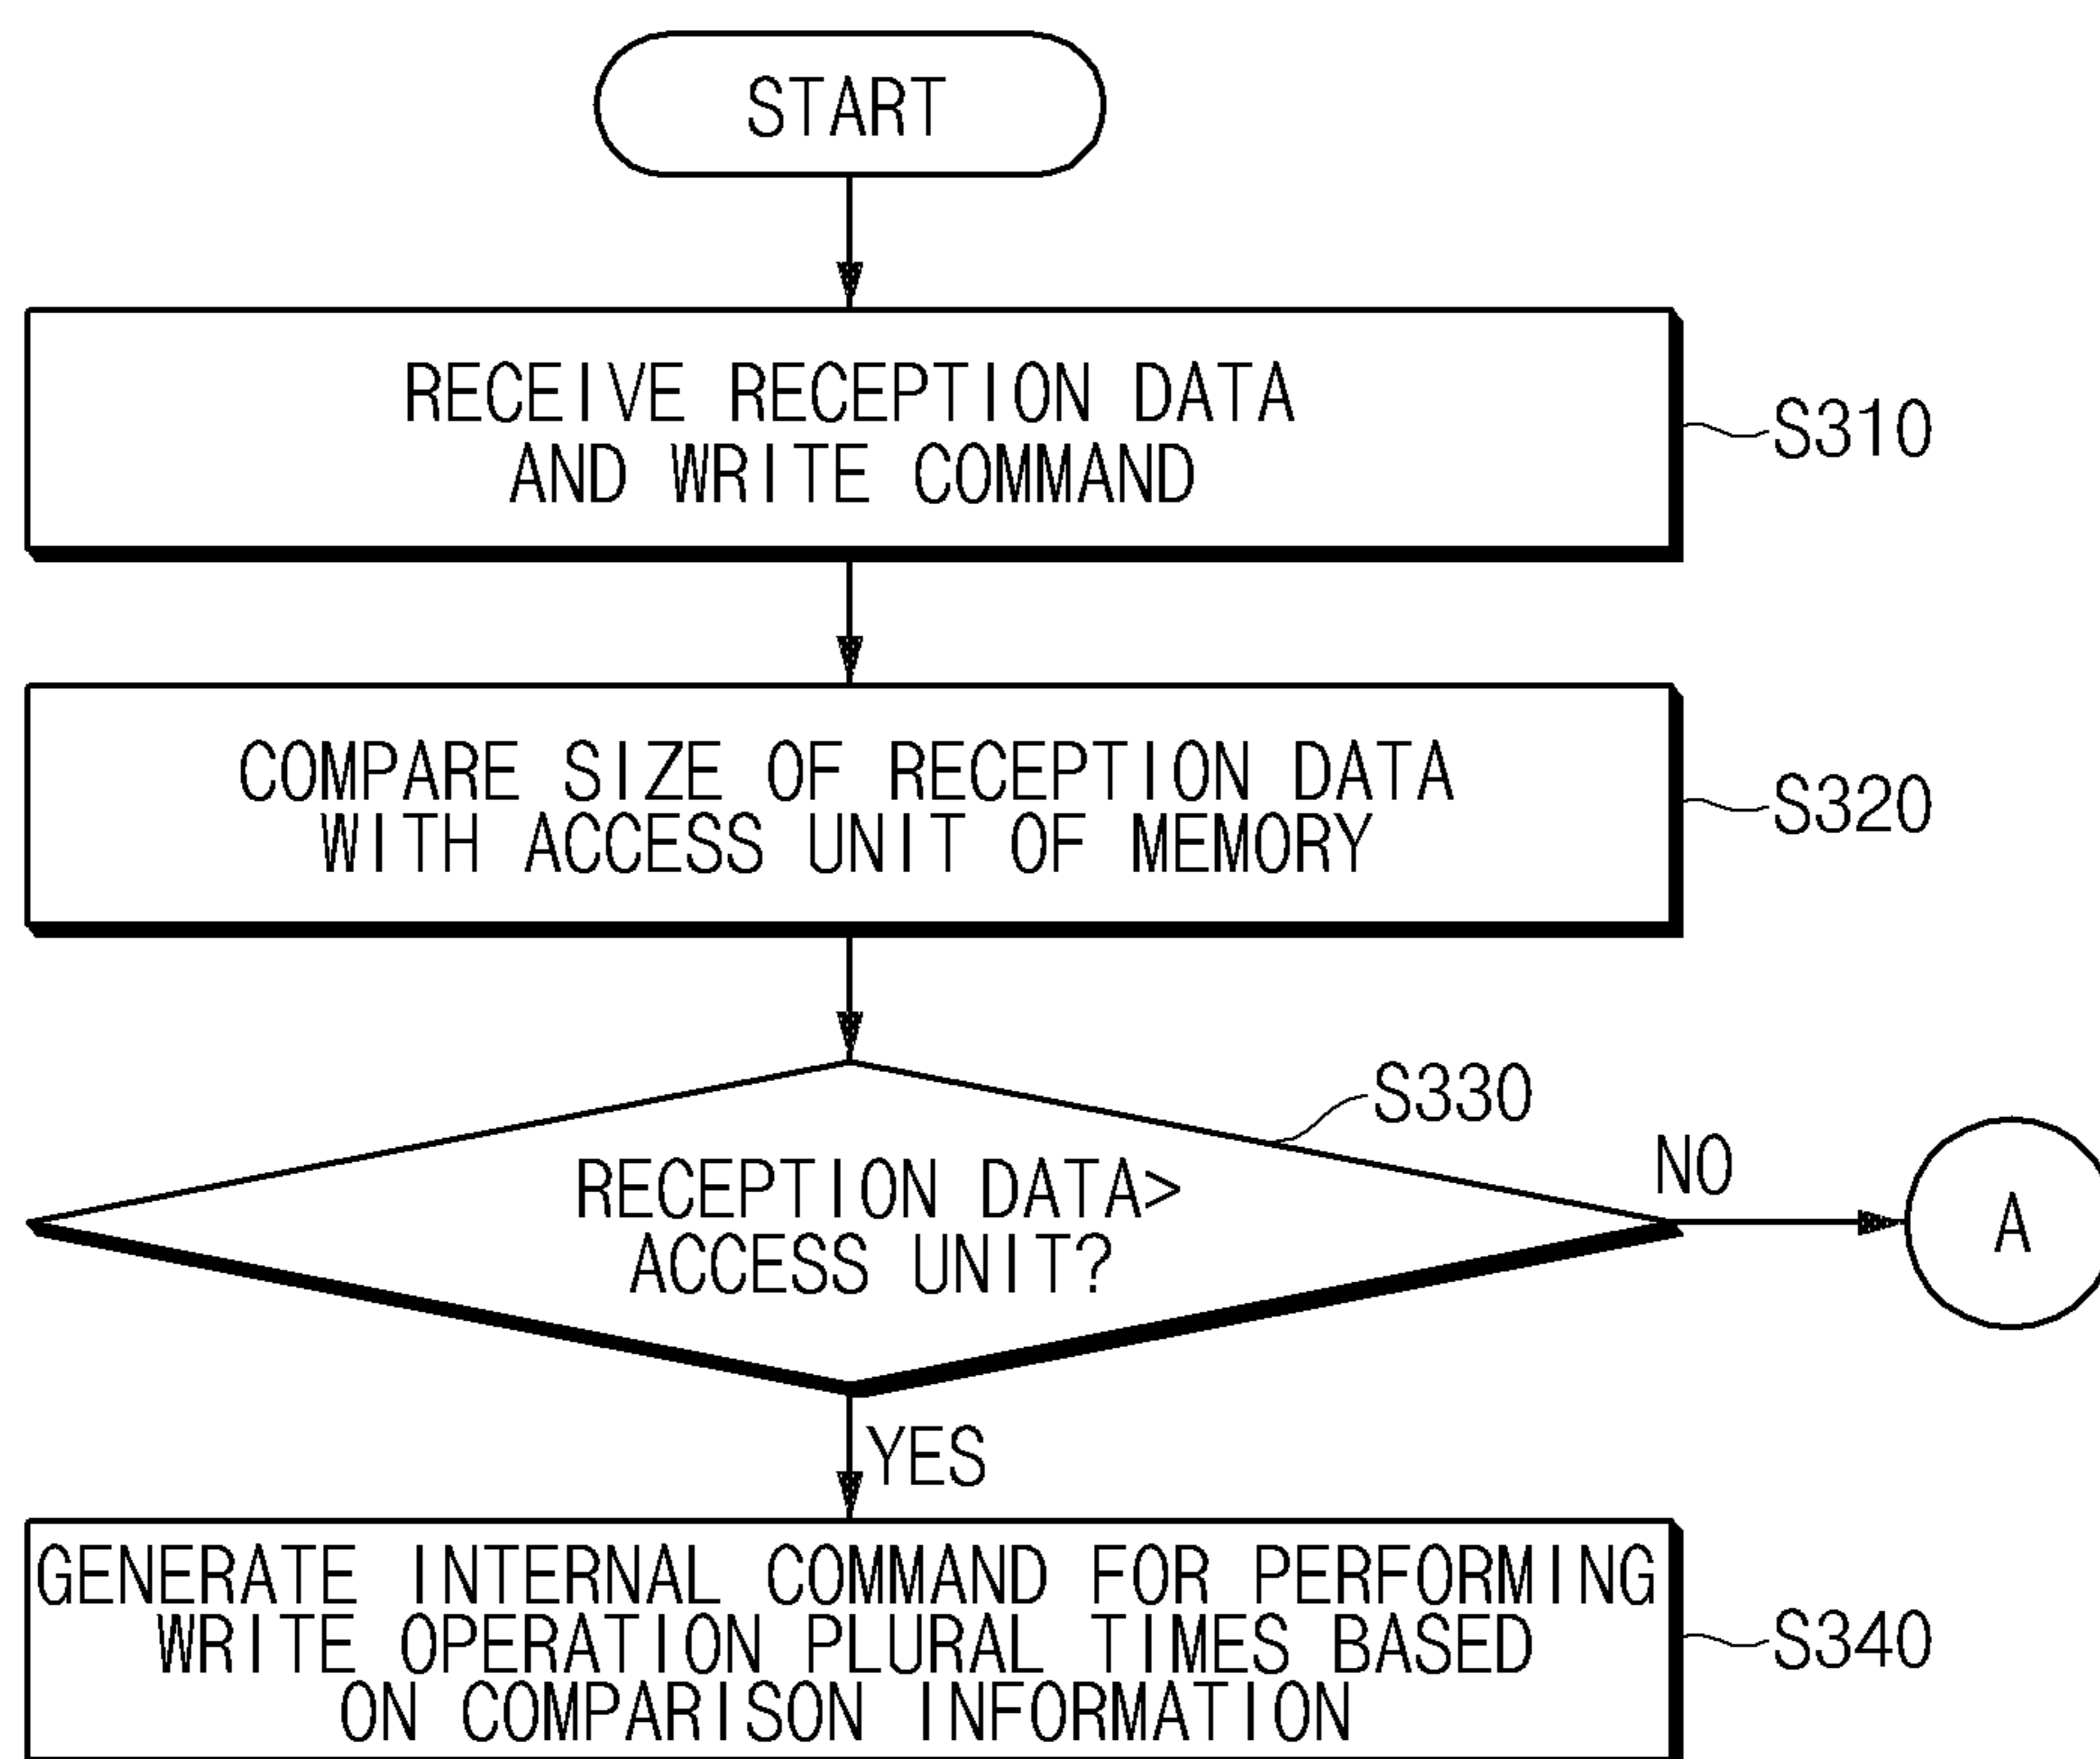 START
RECEIVE RECEPTION DATA
AND WRITE COMMAND
S310
COMPARE SIZE OF RECEPTION DATA
WITH ACCESS UNIT OF MEMORY
S320
S330
RECEPTION DATA>
ACCESS UNIT?
NO
A
YES
GENERATE INTERNAL COMMAND FOR PERFORMING
WRITE OPERATION PLURAL TIMES BASED
ON COMPARISON INFORMATION
S340